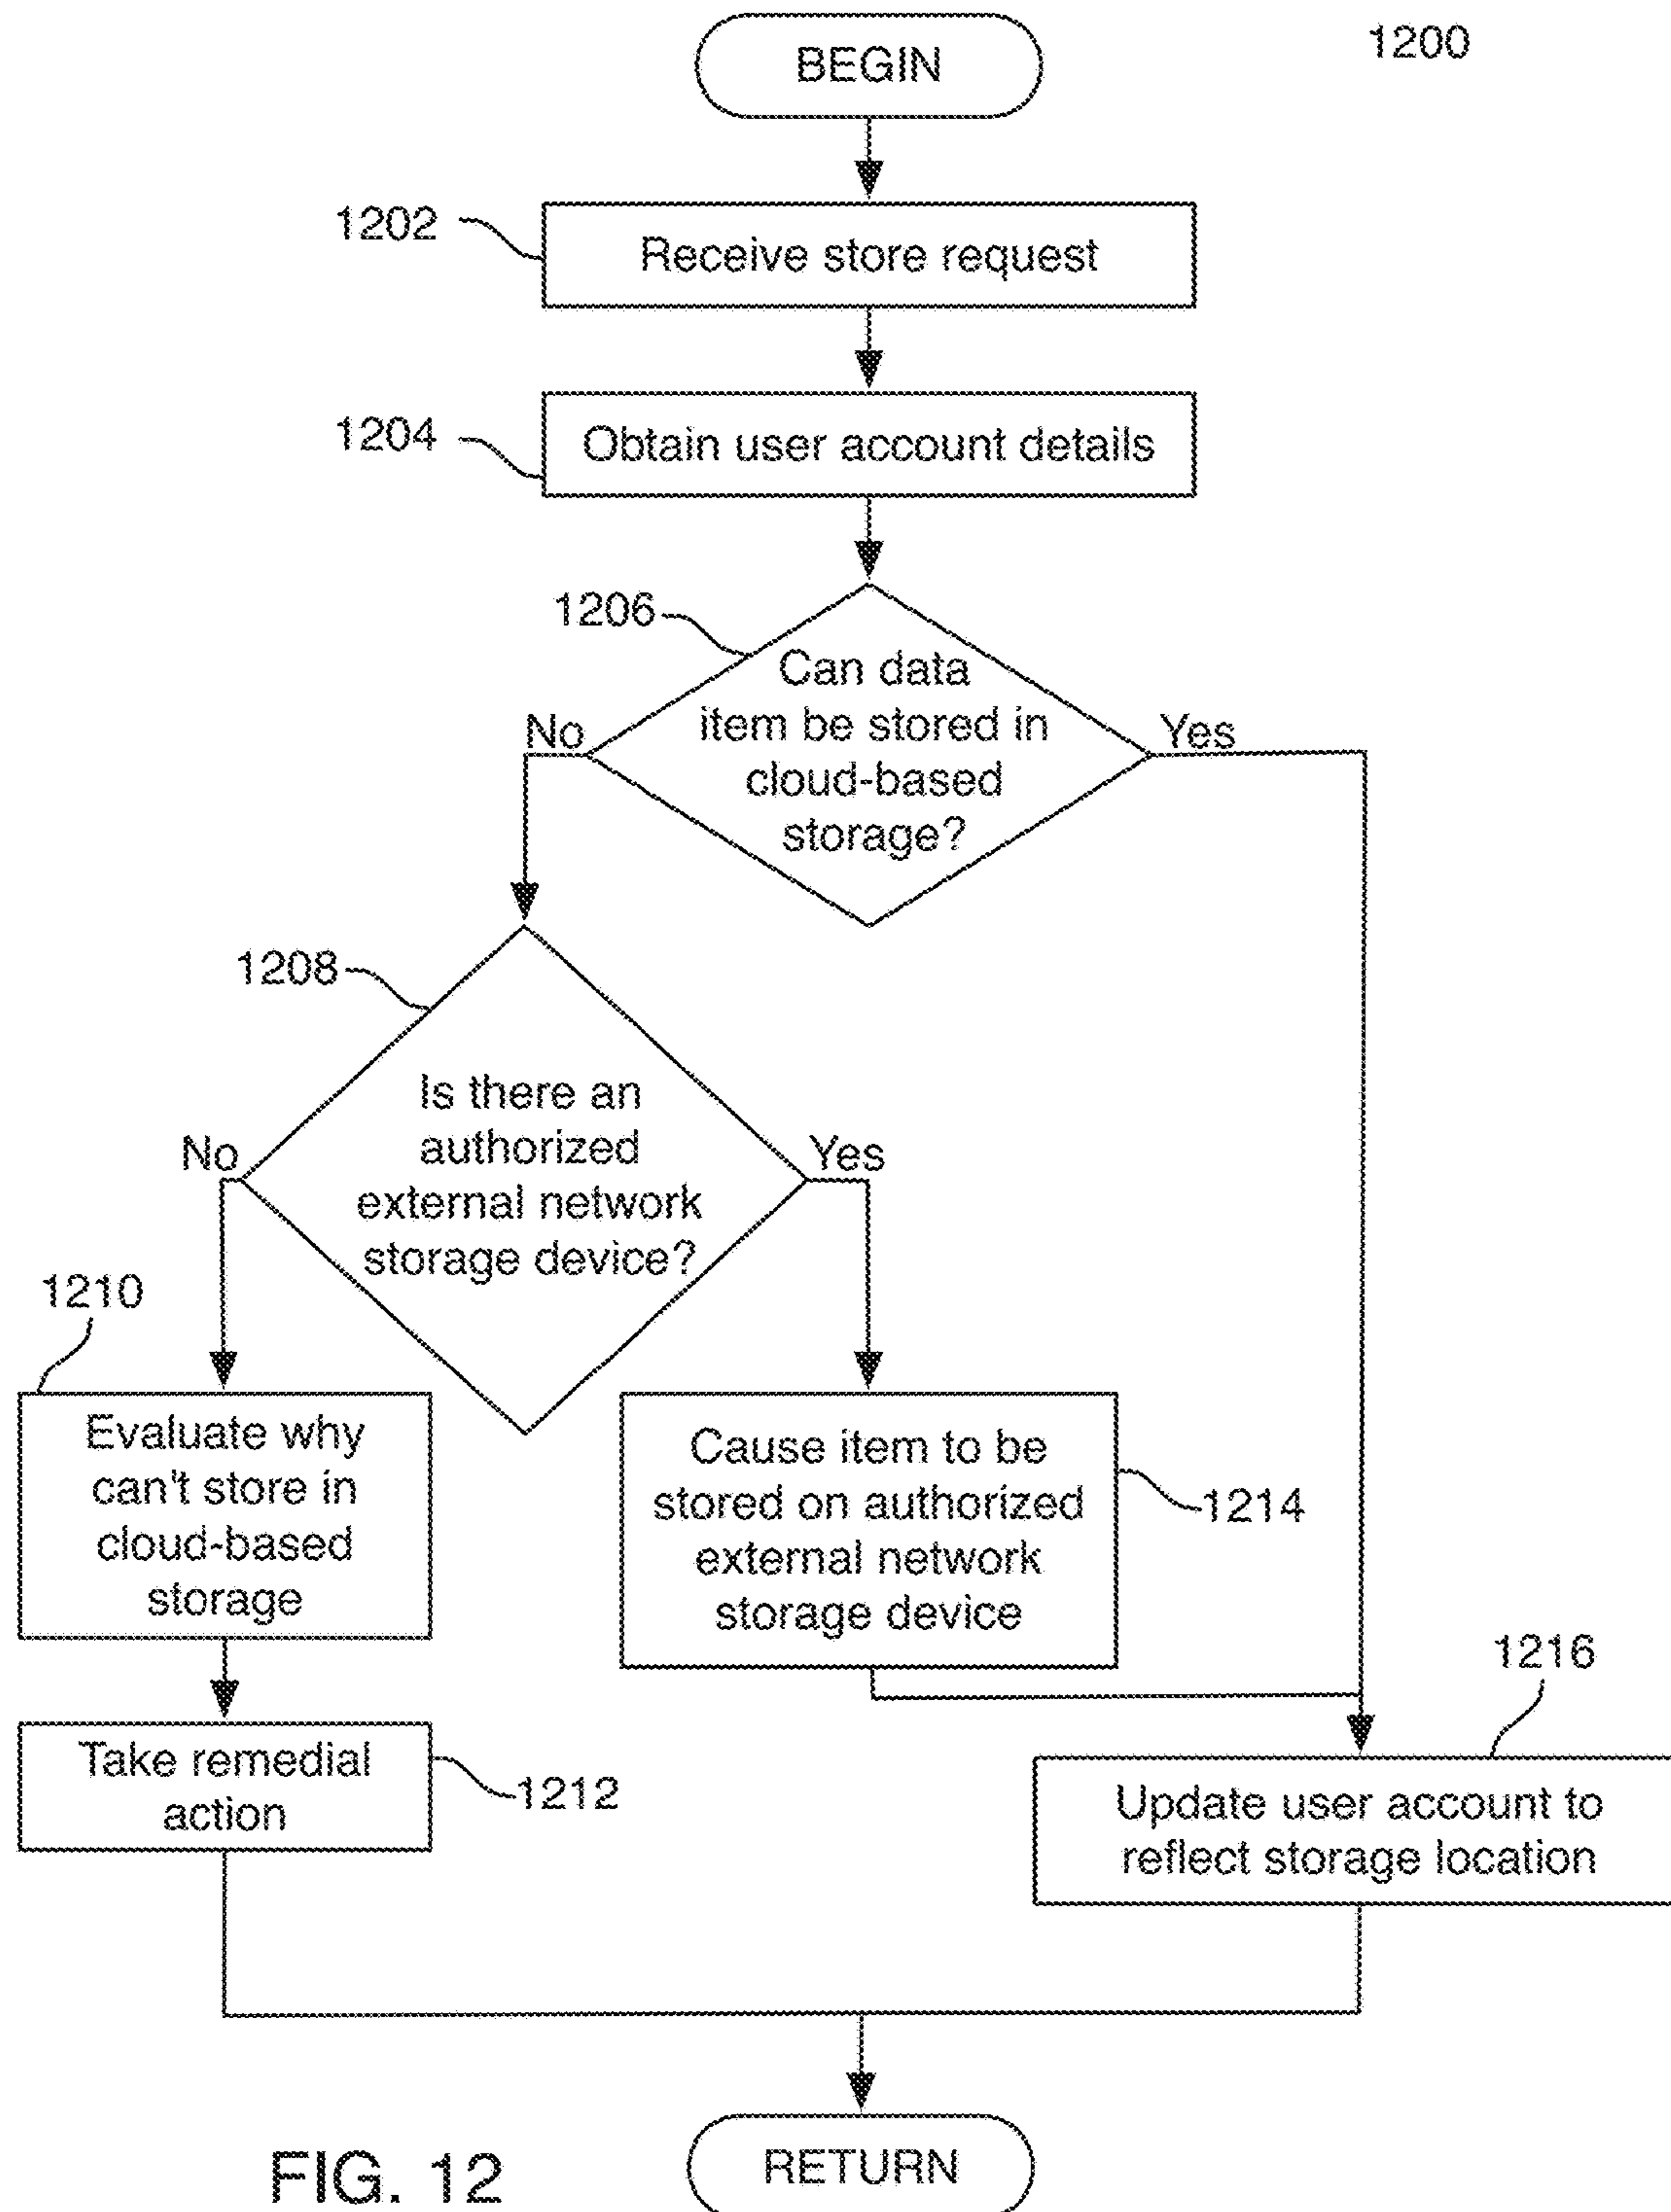 BEGIN
1200
1202
Receive store request
1204
Obtain user account details
1206
Can data
item be stored in
cloud-based
storage?
No
Yes
1208
Is there an
authorized
external network
storage device?
No
Yes
1210
Evaluate why
can't store in
cloud-based
storage
Cause item to be
stored on authorized
external network
storage device
1214
1216
Take remedial
action
1212
Update user account to
reflect storage location
RETURN
FIG. 12